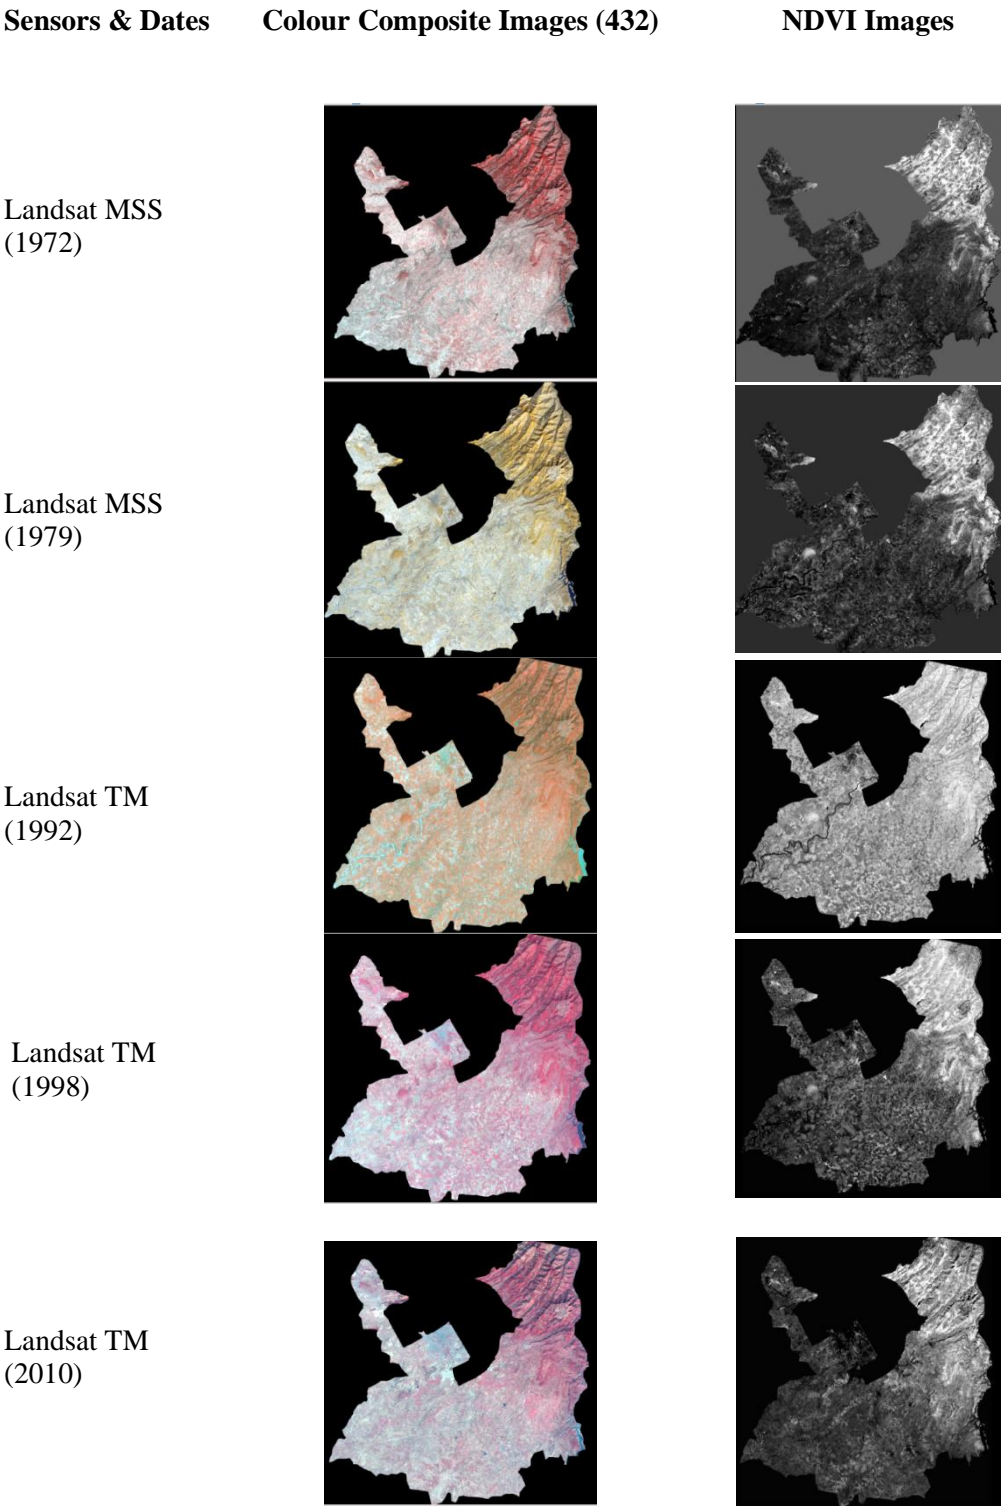 Sensors & Dates Colour Composite Images (432) NDVI Images
Landsat MSS
(1972)
Landsat MSS
(1979)
Landsat TM
(1992)
Landsat TM
(1998)
Landsat TM
(2010)